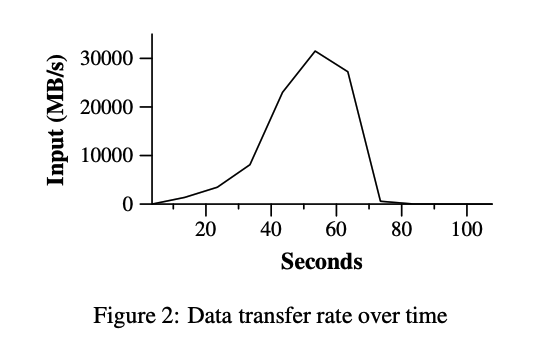 Input (MB/s)
30000
20000
10000
0
20 40 60 80 100
Seconds
Figure 2: Data transfer rate over time